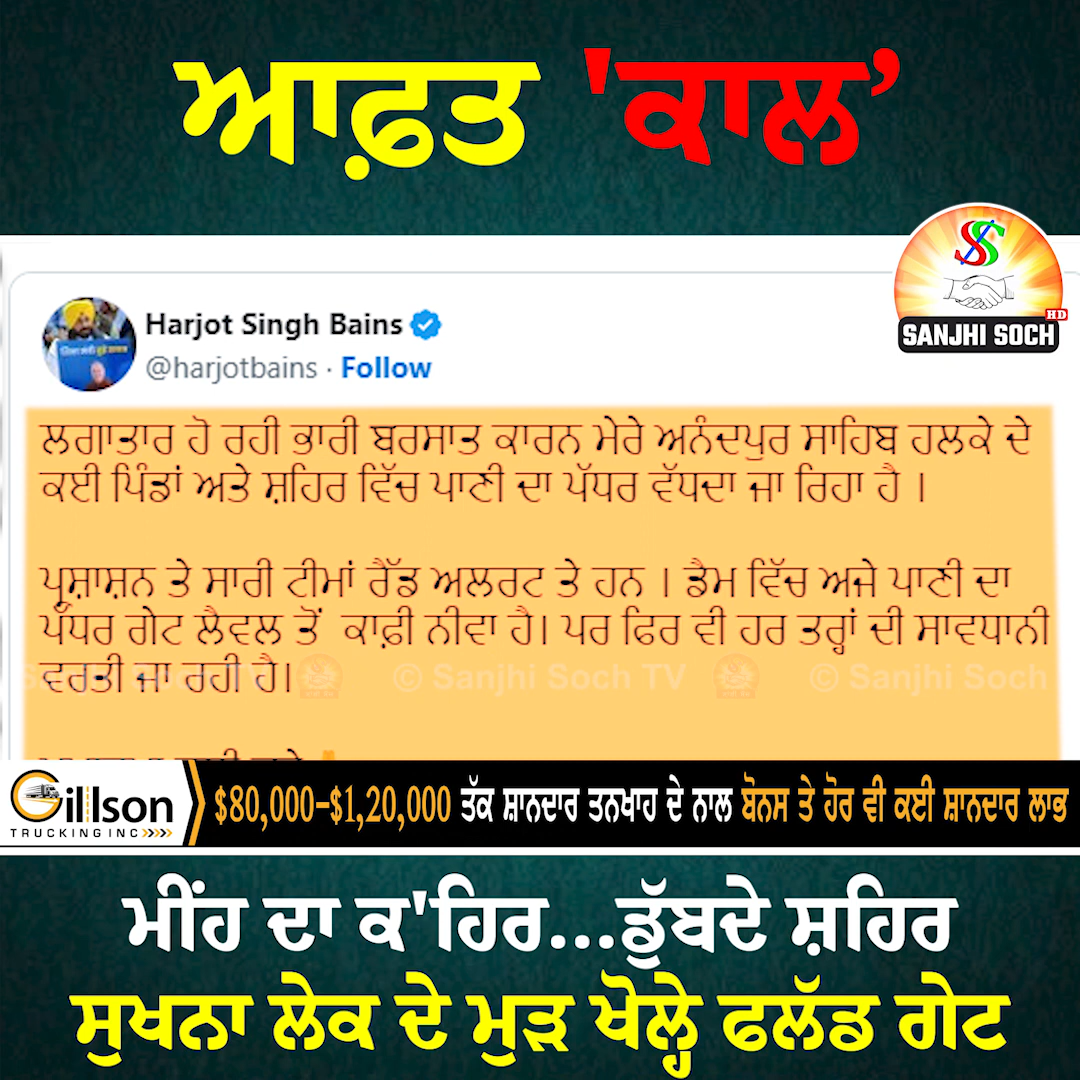 ਆਫ਼ਤ 'ਕਾਲ’
SS
HD
SANJHI SOCH
Harjot Singh Bains
@harjotbains · Follow
ਲਗਾਤਾਰ ਹੋ ਰਹੀ ਭਾਰੀ ਬਰਸਾਤ ਕਾਰਨ ਮੇਰੇ ਅਨੰਦਪੁਰ ਸਾਹਿਬ ਹਲਕੇ ਦੇ
ਕਈ ਪਿੰਡਾਂ ਅਤੇ ਸ਼ਹਿਰ ਵਿੱਚ ਪਾਣੀ ਦਾ ਪੱਧਰ ਵੱਧਦਾ ਜਾ ਰਿਹਾ ਹੈ ।
ਪ੍ਰਸ਼ਾਸ਼ਨ ਤੇ ਸਾਰੀ ਟੀਮਾਂ ਰੈੱਡ ਅਲਰਟ ਤੇ ਹਨ । ਡੈਮ ਵਿੱਚ ਅਜੇ ਪਾਣੀ ਦਾ
ਪੱਧਰ ਗੇਟ ਲੈਵਲ ਤੋਂ ਕਾਫ਼ੀ ਨੀਵਾ ਹੈ। ਪਰ ਫਿਰ ਵੀ ਹਰ ਤਰ੍ਹਾਂ ਦੀ ਸਾਵਧਾਨੀ
ਵਰਤੀ ਜਾ ਰਹੀ ਹੈ।
© Sanjhi Soch TV © Sanjhi Soch
Gillson
TRUCKING INC
$80,000-$1,20,000 ਤੱਕ ਸ਼ਾਨਦਾਰ ਤਨਖਾਹ ਦੇ ਨਾਲ ਬੋਨਸ ਤੇ ਹੋਰ ਵੀ ਕਈ ਸ਼ਾਨਦਾਰ ਲਾਭ
ਮੀਂਹ ਦਾ ਕ'ਹਿਰ...ਡੁੱਬਦੇ ਸ਼ਹਿਰ
ਸੁਖਨਾ ਲੇਕ ਦੇ ਮੁੜ ਖੋਲ੍ਹੇ ਫਲੱਡ ਗੇਟ